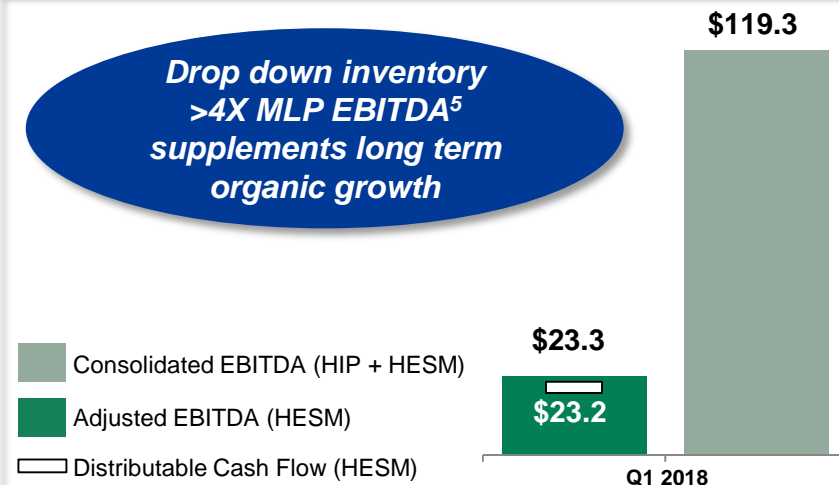 $119.3
Drop down inventory
>4X MLP EBITDA5
supplements long term
organic growth
$23.3
Consolidated EBITDA (HIP + HESM)
Adjusted EBITDA (HESM)
$23.2
Distributable Cash Flow (HESM)
Q1 2018